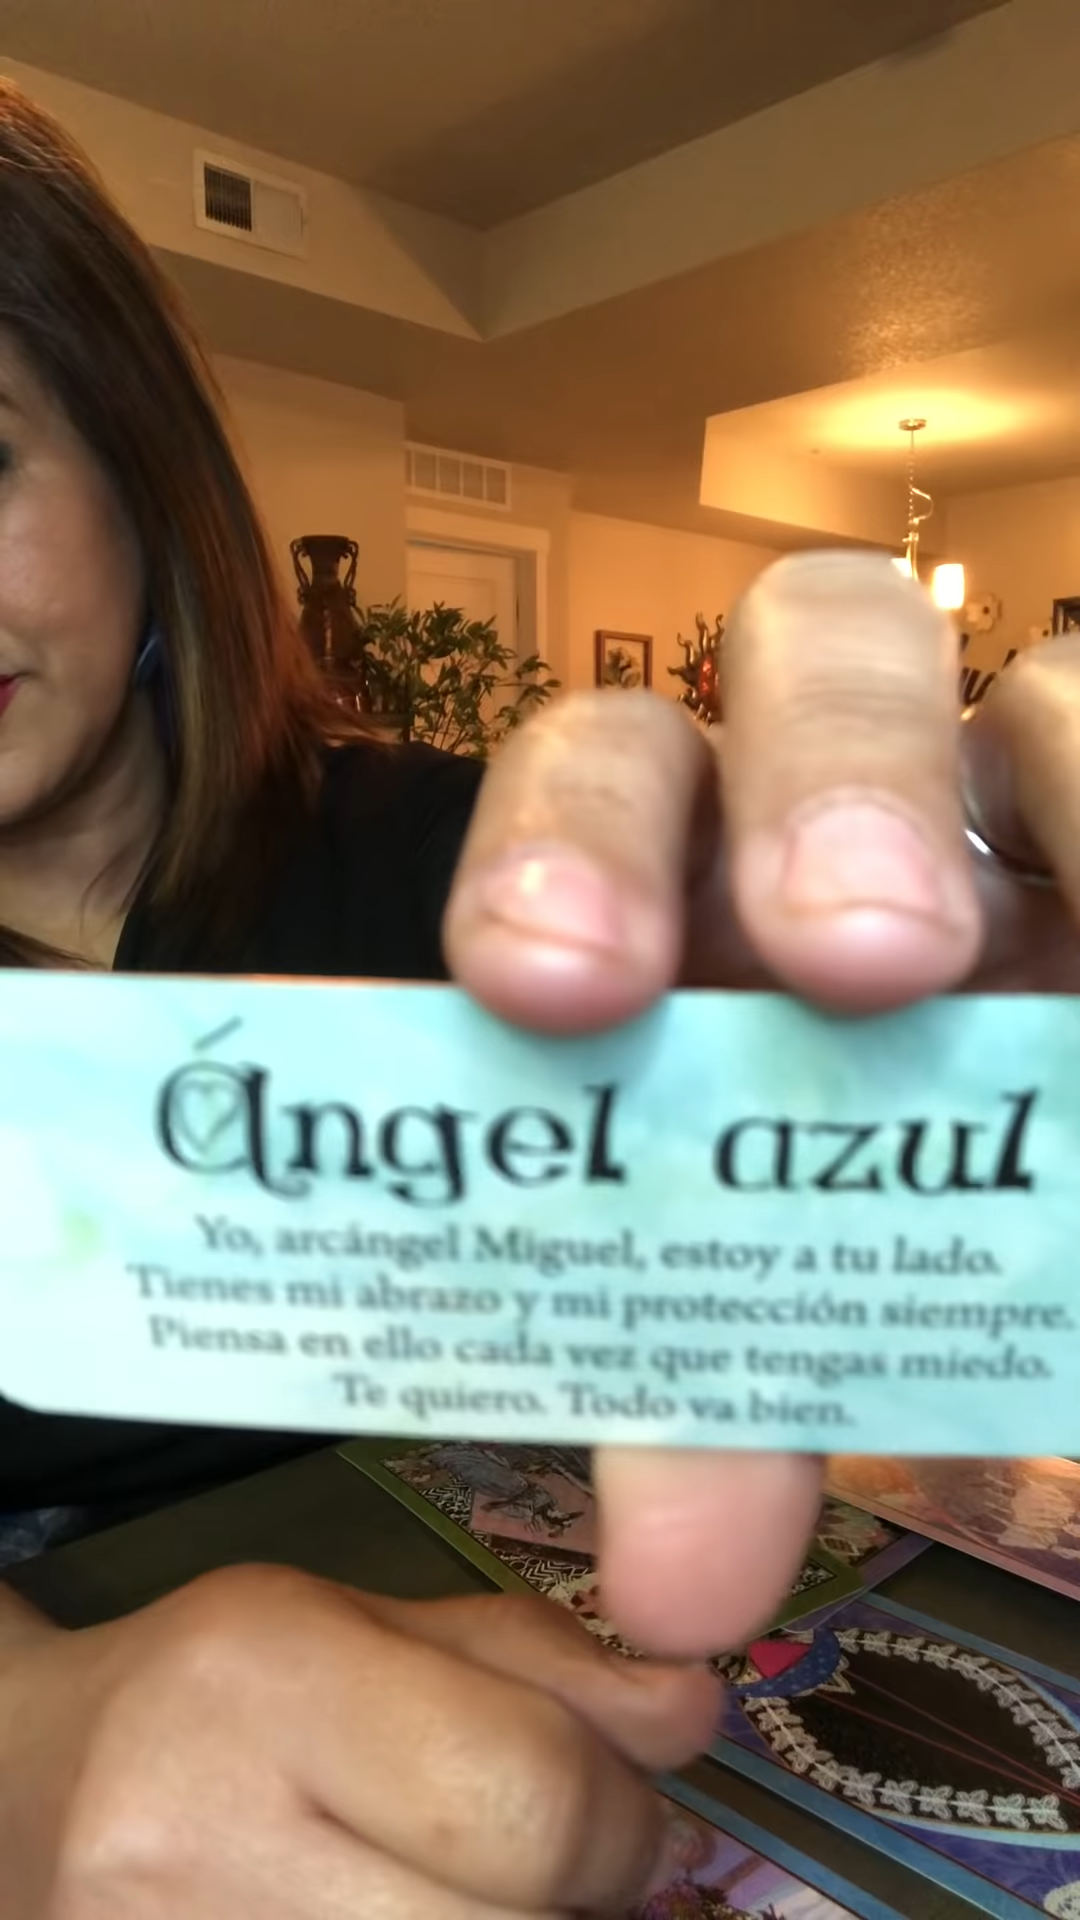 Ángel azul
Yo, arcángel Miguel, estoy a tu lado.
Tienes mi abrazo y mi protección siempre.
Piensa en ello cada vez que tengas miedo.
Te quiero. Todo va bien.